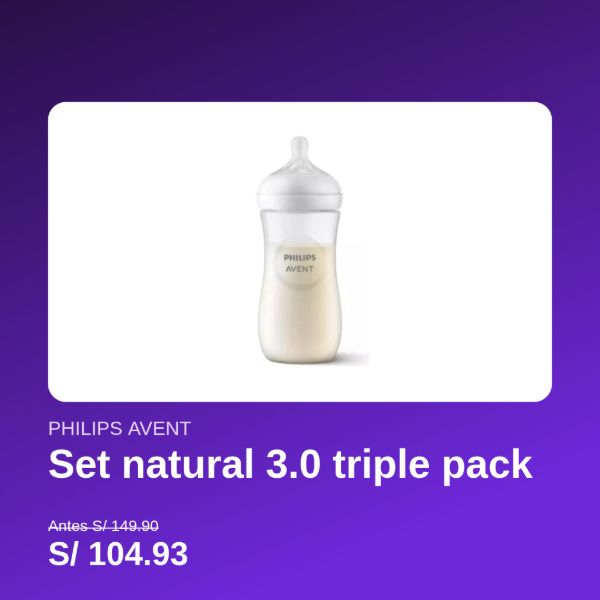 PHILIPS
AVENT
PHILIPS AVENT
Set natural 3.0 triple pack
Antes S/ 149.90
S/ 104.93